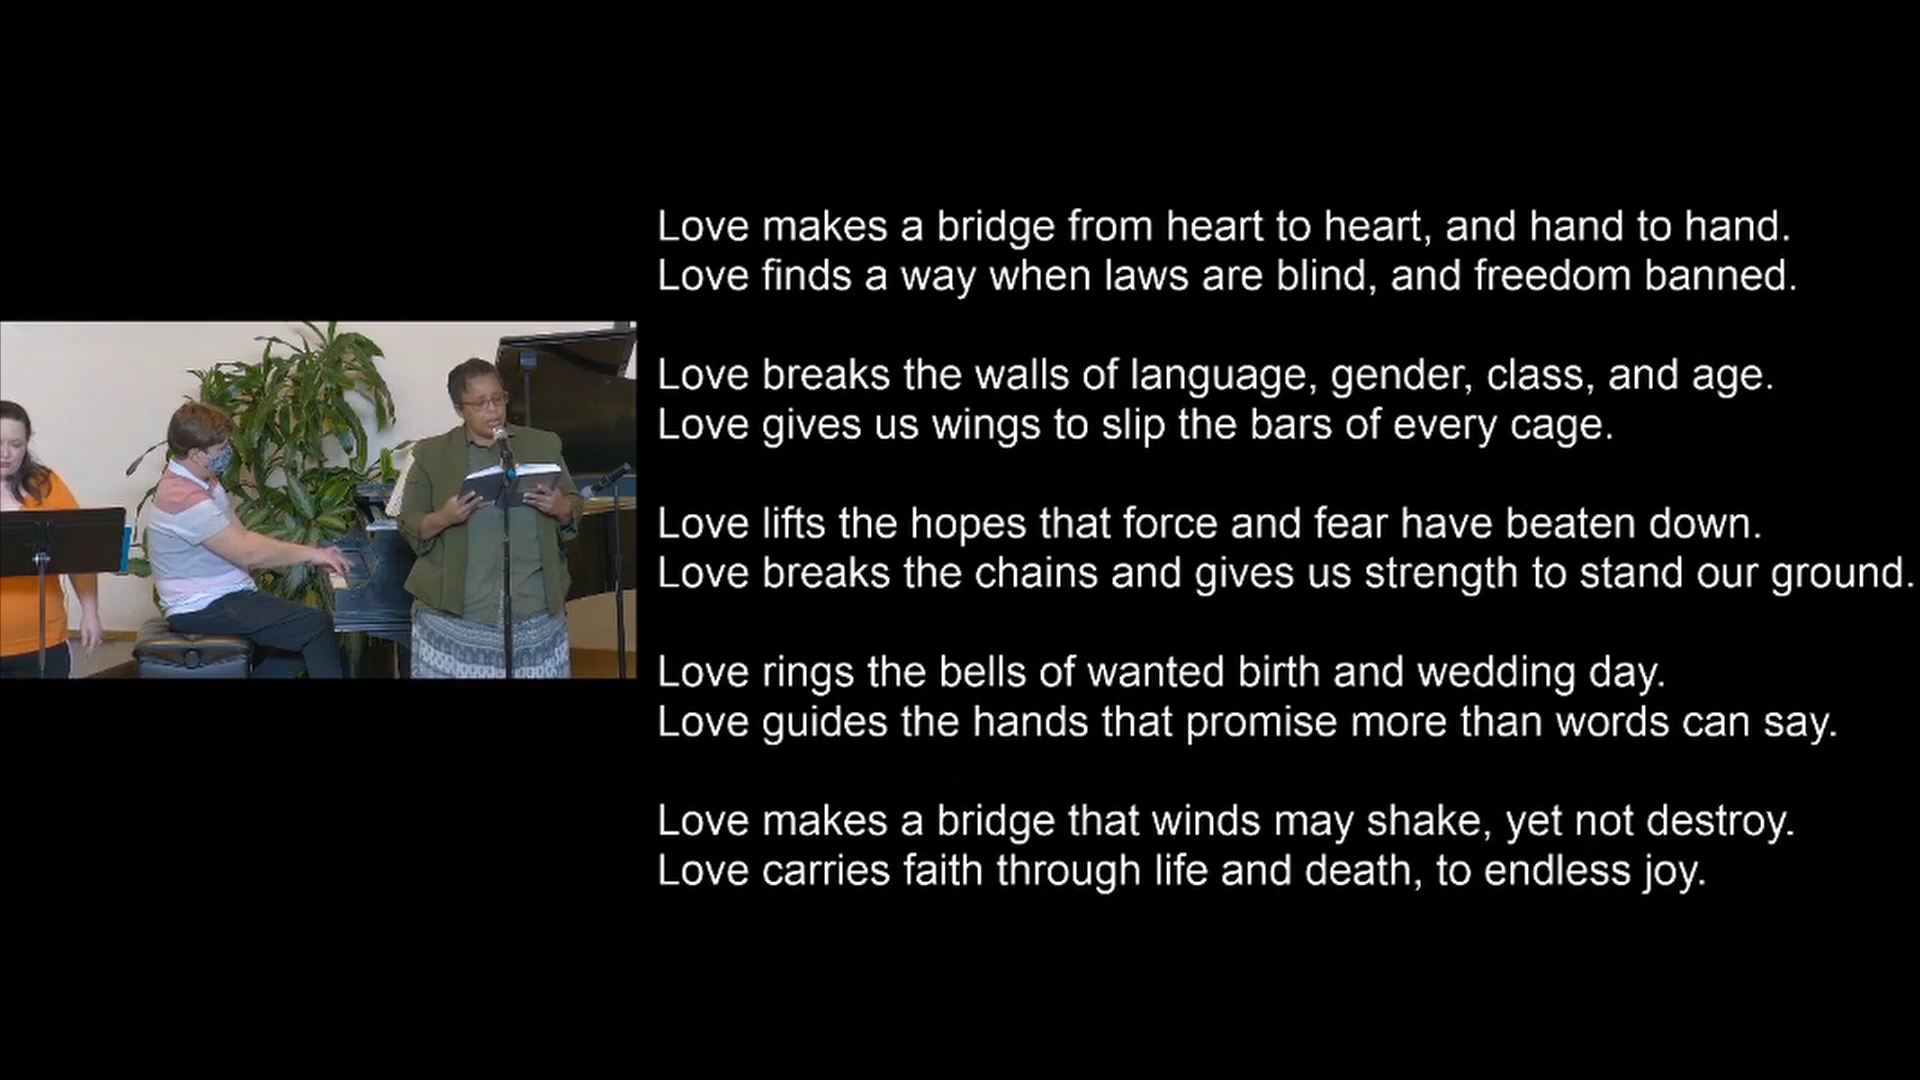 Love makes a bridge from heart to heart, and hand to hand.
Love finds a way when laws are blind, and freedom banned.
Love breaks the walls of language, gender, class, and age.
Love gives us wings to slip the bars of every cage.
Love lifts the hopes that force and fear have beaten down.
Love breaks the chains and gives us strength to stand our ground.
Love rings the bells of wanted birth and wedding day.
Love guides the hands that promise more than words can say.
Love makes a bridge that winds may shake, yet not destroy.
Love carries faith through life and death, to endless joy.